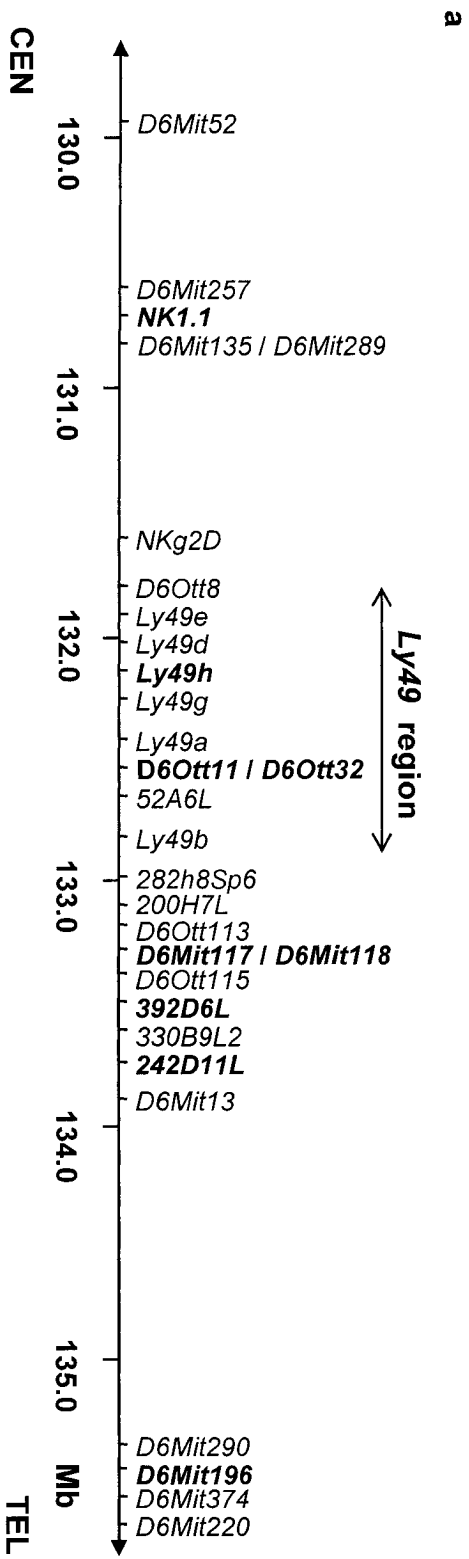 a
CEN
D6Mit52
130.0
D6Mit257
NK1.1
D6Mit135 / D6Mit289
131.0
NKg2D
D6Ott8
Ly49e
132.0
Ly49d
Ly49h
Ly49g
Ly49 region
Ly49a
D6Ott11 / D6Ott32
52A6L
Ly49b
133.0
282h8Sp6
200H7L
D6Ott113
D6Mit117 / D6Mit118
D6Ott115
392D6L
330B9L2
242D11L
D6Mit13
134.0
135.0
D6Mit290
Mb
D6Mit196
D6Mit374
D6Mit220
TEL